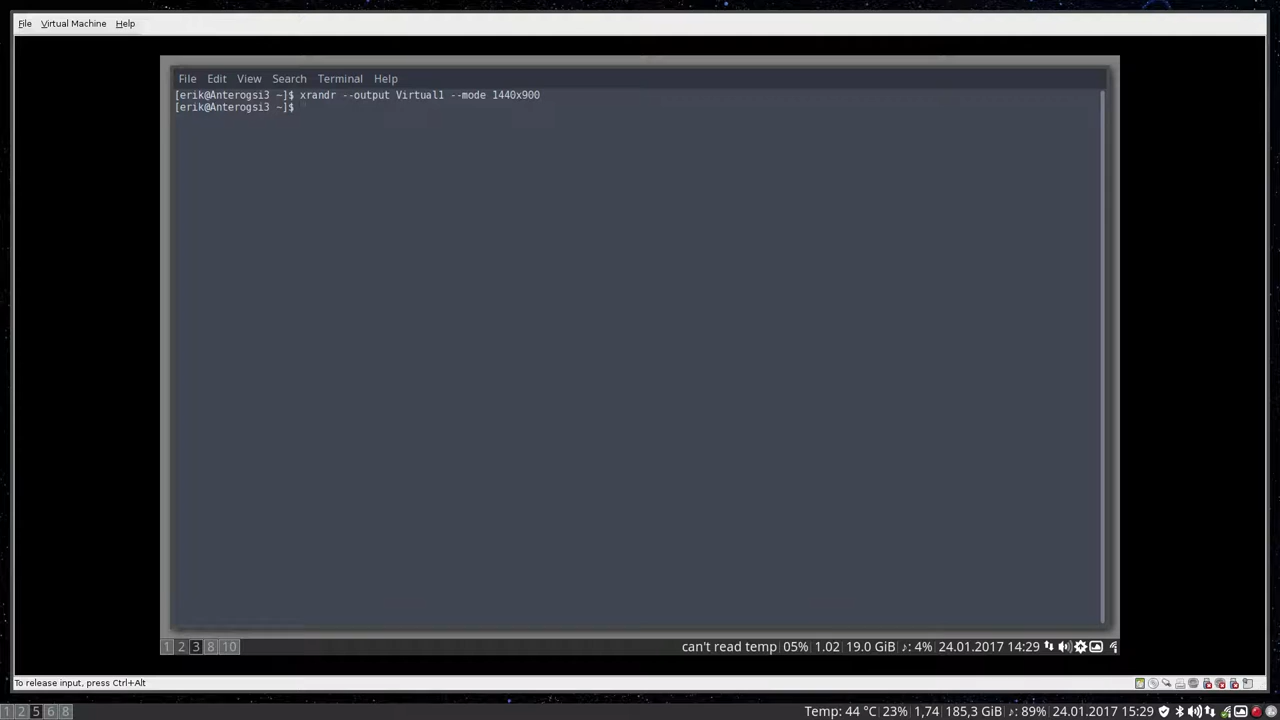 File Virtual Machine Help
File Edit View Search Terminal Help
[erik@Anterogsi3 ~]$ xrandr --output Virtual1 --mode 1440x900
[erik@Anterogsi3 ~]$
1 2 3 8 10 can't read temp 05% 1.02 19.0 GiB ♪: 4% 24.01.2017 14:29
To release input, press Ctrl+Alt
1 2 5 6 8 Temp: 44 °C 23% 1,74 185,3 GiB ♪: 89% 24.01.2017 15:29